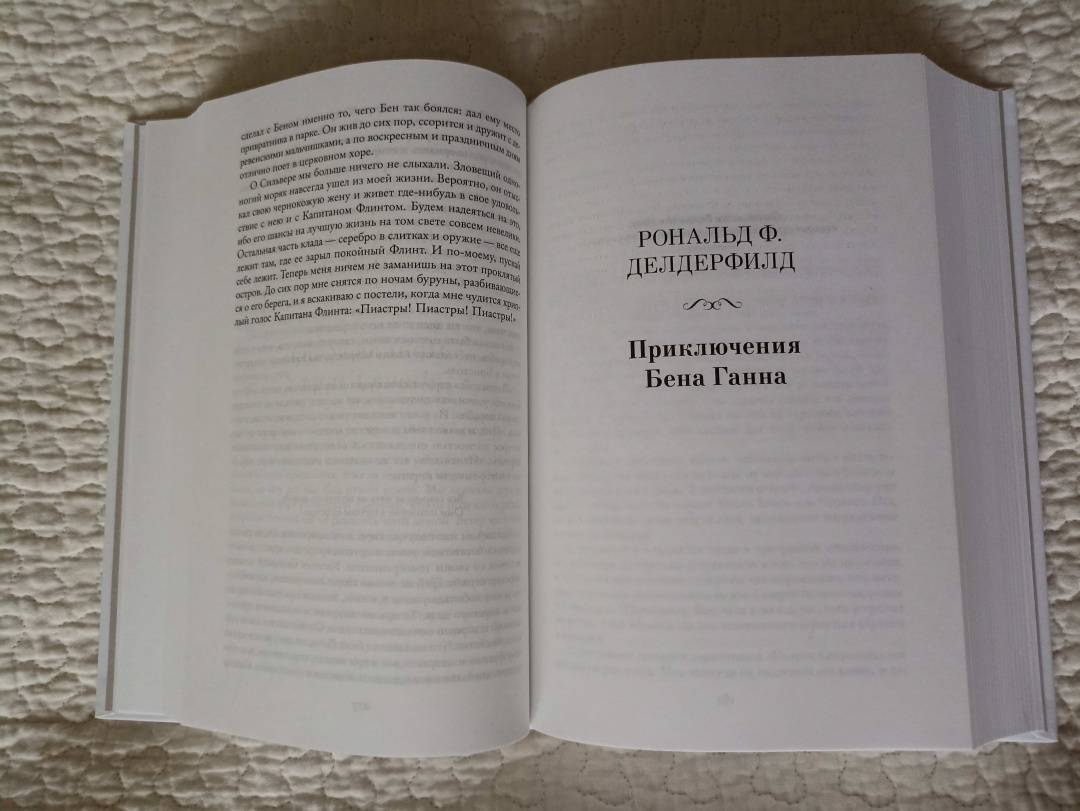 сделал с Беном именно то, чего Бен так боялся: дал ему место
привратника в парке. Он жив до сих пор, ссорится и дружит с де-
ревенскими мальчишками, а по воскресным и праздничным дням
отлично поет в церковном хоре.
О Сильвере мы больше ничего не слыхали. Зловещий одно-
ногий моряк навсегда ушел из моей жизни. Вероятно, он отыс-
кал свою чернокожую жену и живет где-нибудь в свое удоволь-
ствие с нею и с Капитаном Флинтом. Будем надеяться на это,
ибо его шансы на лучшую жизнь на том свете совсем невелики.
Остальная часть клада — серебро в слитках и оружие — все еще
лежит там, где ее зарыл покойный Флинт. И по-моему, пускай
себе лежит. Теперь меня ничем не заманишь на этот проклятый
остров. До сих пор мне снятся по ночам буруны, разбивающие-
ся о его берега, и я вскакиваю с постели, когда мне чудится хрип-
лый голос Капитана Флинта: «Пиастры! Пиастры! Пиастры!»
РОНАЛЬД Ф.
ДЕЛДЕРФИЛД
Приключения
Бена Ганна